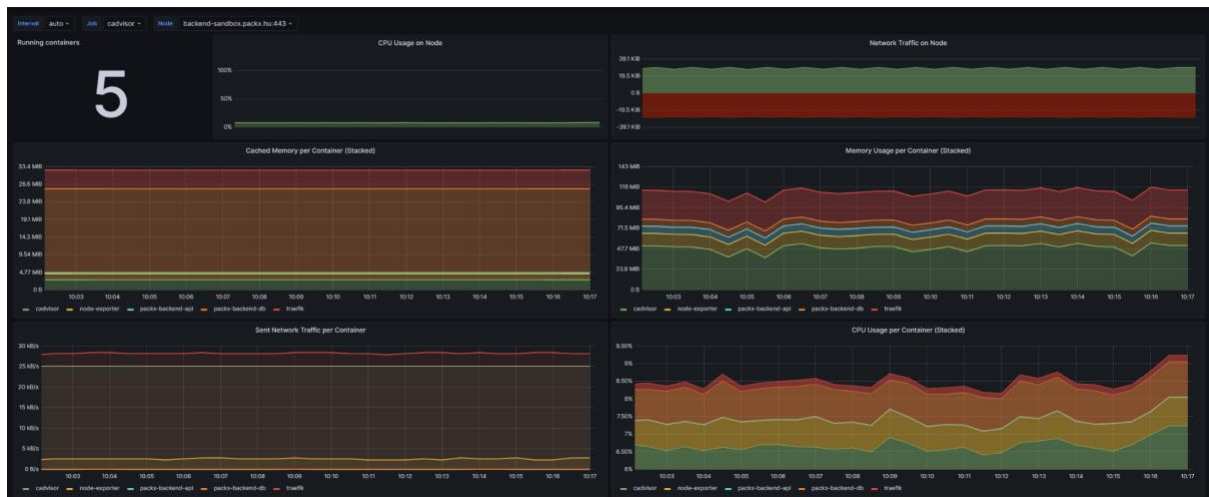 Interval auto Job cadvisor Node backend-sandbox.packx.hu:443
Running containers
5
CPU Usage on Node
100%
50%
0%
Network Traffic on Node
39.1 KiB
19.5 KiB
0 B
-19.5 KiB
-39.1 KiB
Cached Memory per Container (Stacked)
33.4 MiB
28.6 MiB
23.8 MiB
19.1 MiB
14.3 MiB
9.54 MiB
4.77 MiB
0 B
10:03 10:04 10:05 10:06 10:07 10:08 10:09 10:10 10:11 10:12 10:13 10:14 10:15 10:16 10:17
cadvisor node-exporter packx-backend-api packx-backend-db traefik
Memory Usage per Container (Stacked)
143 MiB
119 MiB
95.4 MiB
71.5 MiB
47.7 MiB
23.8 MiB
0 B
10:03 10:04 10:05 10:06 10:07 10:08 10:09 10:10 10:11 10:12 10:13 10:14 10:15 10:16 10:17
cadvisor node-exporter packx-backend-api packx-backend-db traefik
Sent Network Traffic per Container
30 kB/s
25 kB/s
20 kB/s
15 kB/s
10 kB/s
5 kB/s
0 B/s
10:03 10:04 10:05 10:06 10:07 10:08 10:09 10:10 10:11 10:12 10:13 10:14 10:15 10:16 10:17
cadvisor node-exporter packx-backend-api packx-backend-db traefik
CPU Usage per Container (Stacked)
9.50%
9%
8.50%
8%
7.50%
7%
6.50%
6%
10:03 10:04 10:05 10:06 10:07 10:08 10:09 10:10 10:11 10:12 10:13 10:14 10:15 10:16 10:17
cadvisor node-exporter packx-backend-api packx-backend-db traefik